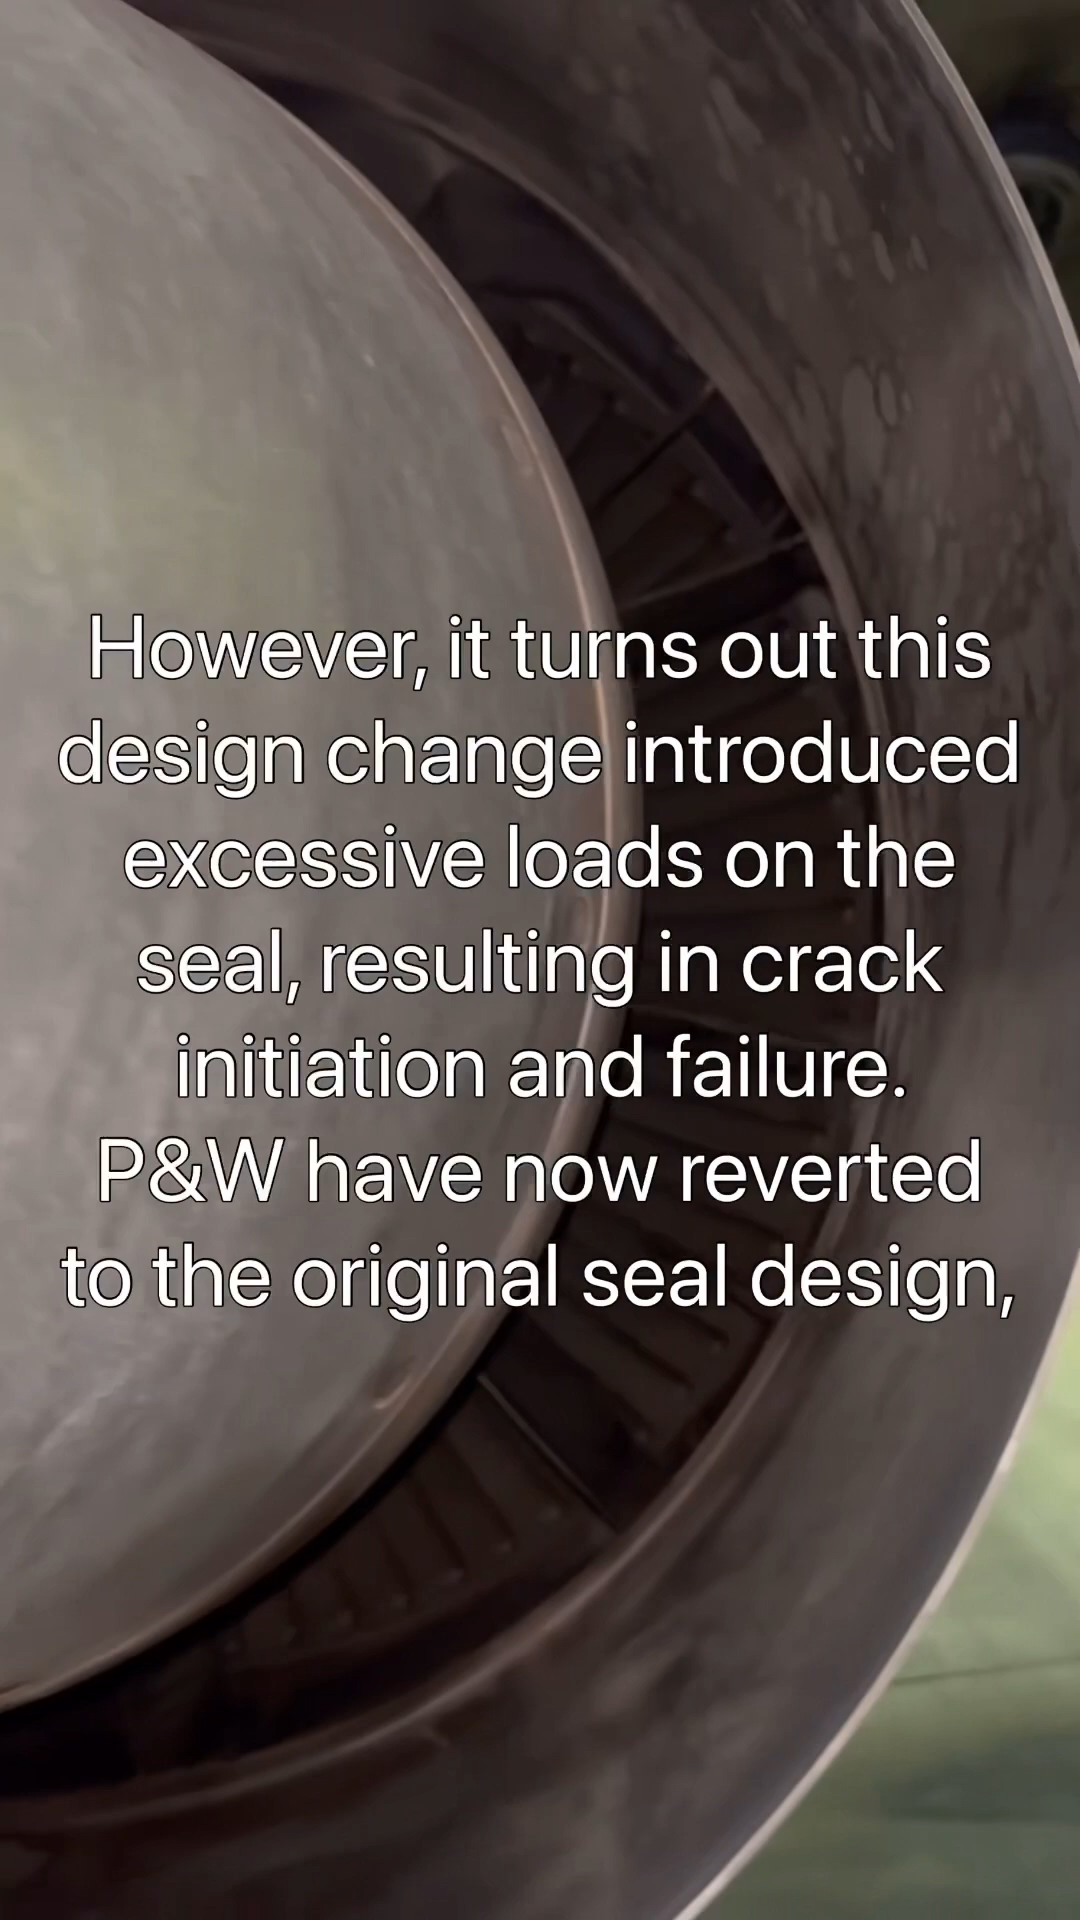 However, it turns out this
design change introduced
excessive loads on the
seal, resulting in crack
initiation and failure.
P&W have now reverted
to the original seal design,